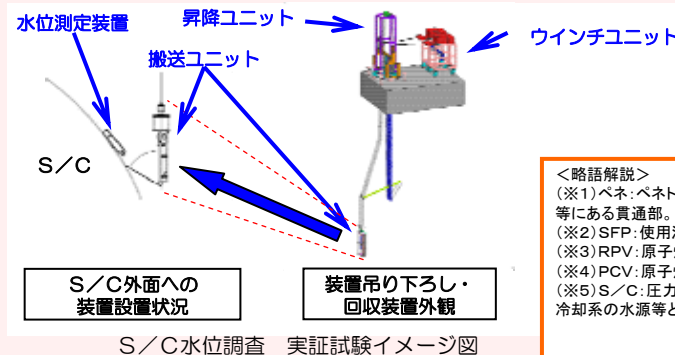 水位測定装置
昇降ユニット
ウインチユニット
搬送ユニット
S/C
S/C外面への
装置設置状況
装置吊り下ろし・
回収装置外観
S/C水位調査 実証試験イメージ図
<略語解説>
(※1)ペネ:ペネト
等にある貫通部。
(※2)SFP:使用
(※3)RPV:原子
(※4)PCV:原子
(※5)S/C:圧力
冷却系の水源等と